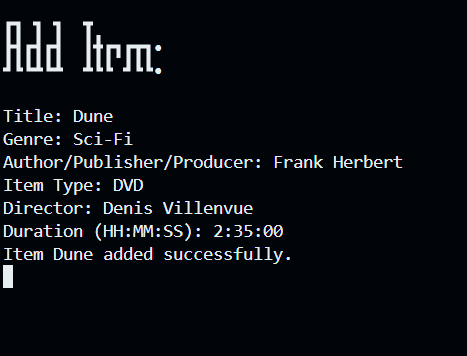 Add Itrm:
Title: Dune
Genre: Sci-Fi
Author/Publisher/Producer: Frank Herbert
Item Type: DVD
Director: Denis Villenvue
Duration (HH:MM:SS): 2:35:00
Item Dune added successfully.